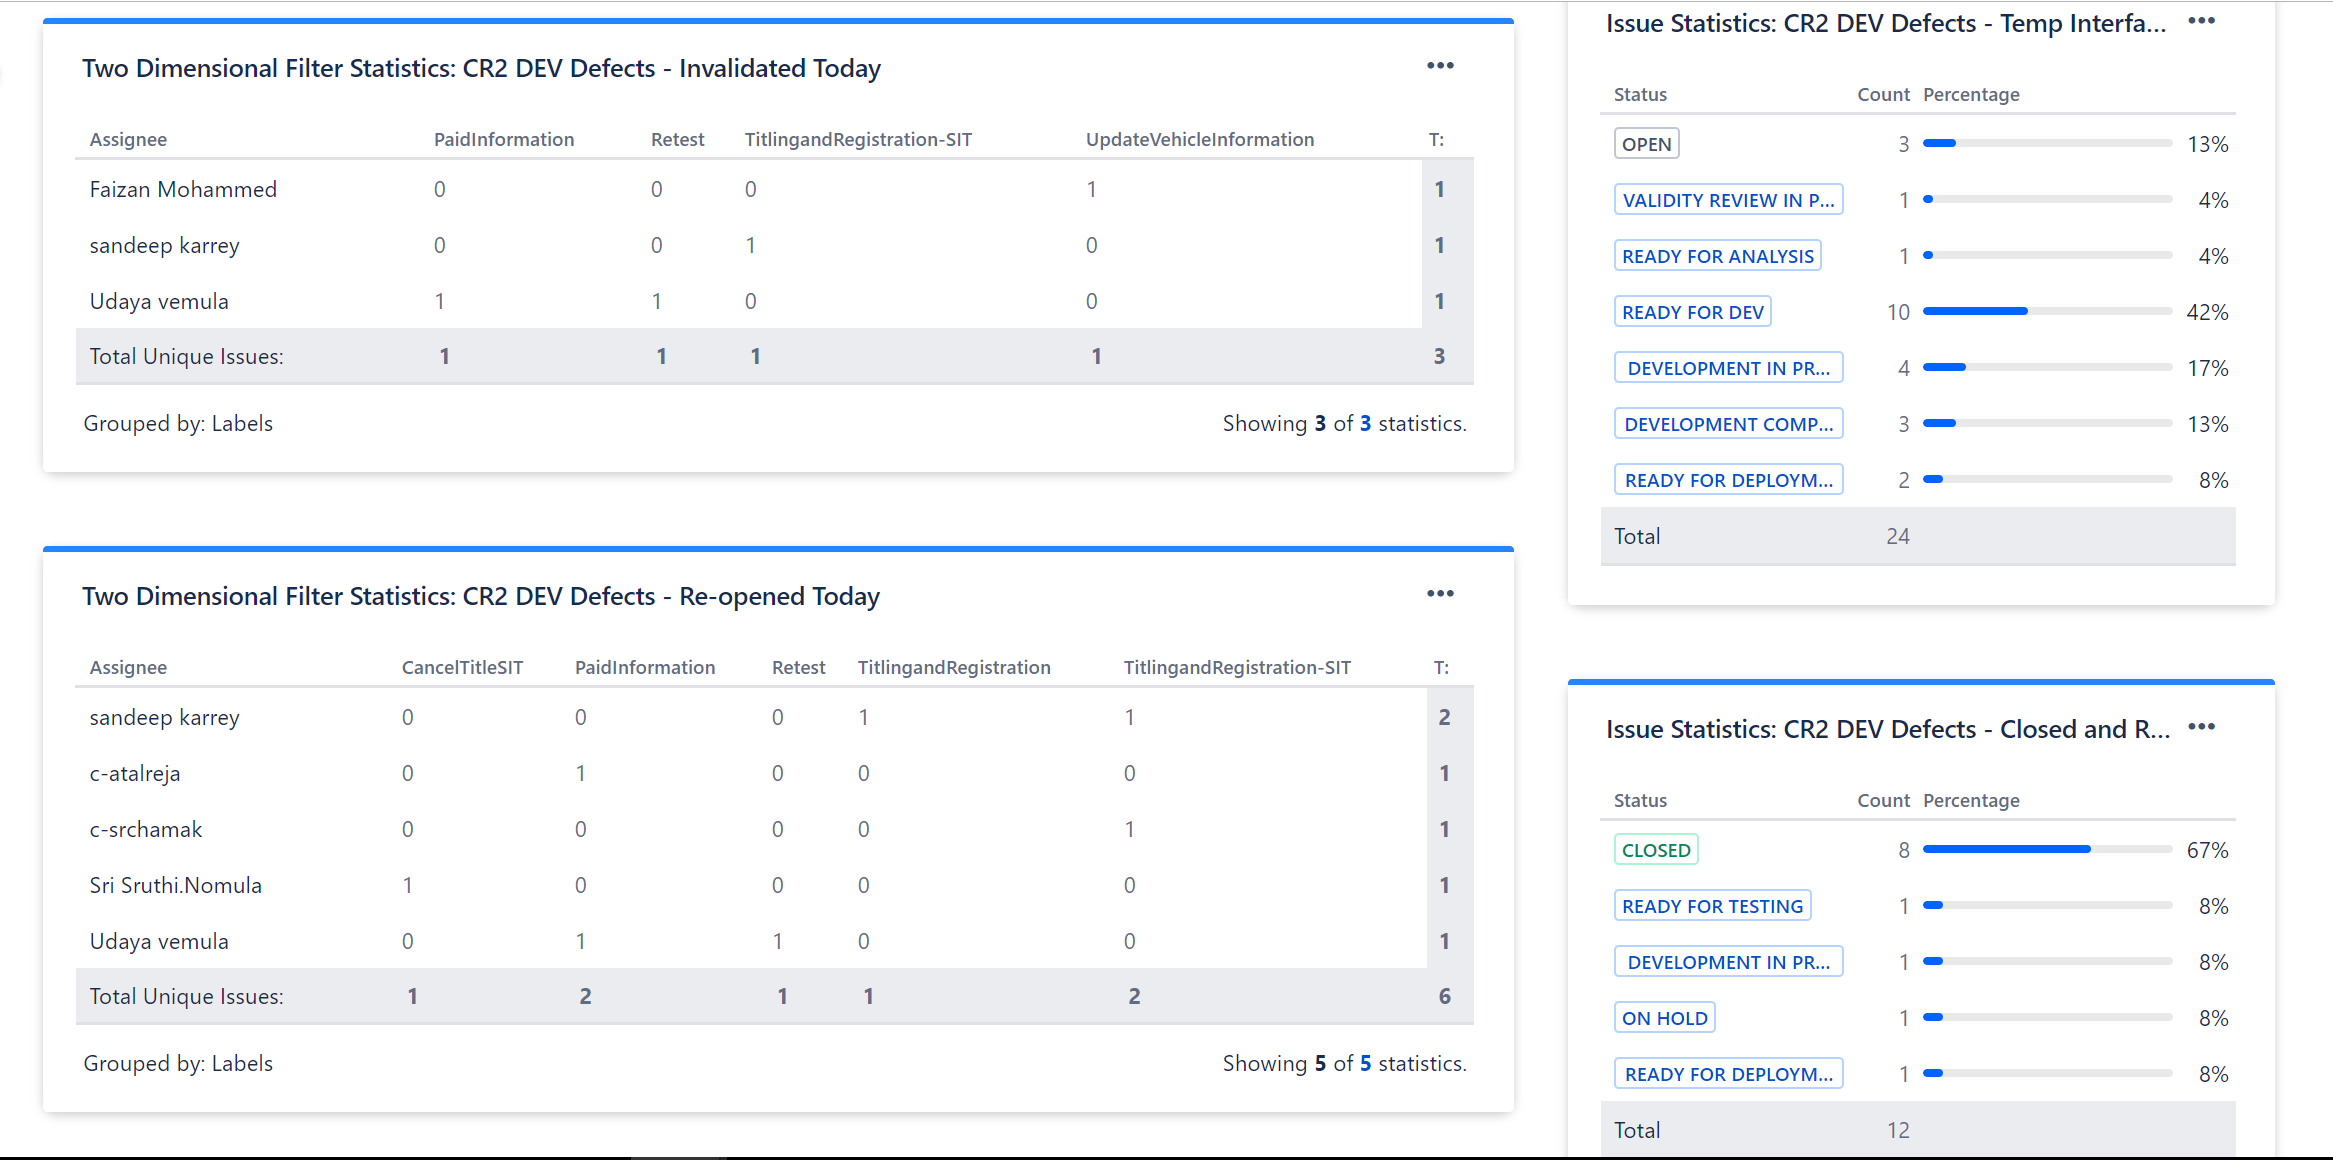 Two Dimensional Filter Statistics: CR2 DEV Defects - Invalidated Today
Assignee PaidInformation Retest TitlingandRegistration-SIT UpdateVehicleInformation T:
Faizan Mohammed 0 0 0 1 1
sandeep karrey 0 0 1 0 1
Udaya vemula 1 1 0 0 1
Total Unique Issues: 1 1 1 1 3
Grouped by: Labels Showing 3 of 3 statistics.
Two Dimensional Filter Statistics: CR2 DEV Defects - Re-opened Today
Assignee CancelTitleSIT PaidInformation Retest TitlingandRegistration TitlingandRegistration-SIT T:
sandeep karrey 0 0 0 1 1 2
c-atalreja 0 1 0 0 0 1
c-srchamak 0 0 0 0 1 1
Sri Sruthi.Nomula 1 0 0 0 0 1
Udaya vemula 0 1 1 0 0 1
Total Unique Issues: 1 2 1 1 2 6
Grouped by: Labels Showing 5 of 5 statistics.
Issue Statistics: CR2 DEV Defects - Temp Interfa...
Status Count Percentage
OPEN 3 13%
VALIDITY REVIEW IN P... 1 4%
READY FOR ANALYSIS 1 4%
READY FOR DEV 10 42%
DEVELOPMENT IN PR... 4 17%
DEVELOPMENT COMP... 3 13%
READY FOR DEPLOYM... 2 8%
Total 24
Issue Statistics: CR2 DEV Defects - Closed and R...
Status Count Percentage
CLOSED 8 67%
READY FOR TESTING 1 8%
DEVELOPMENT IN PR... 1 8%
ON HOLD 1 8%
READY FOR DEPLOYM... 1 8%
Total 12